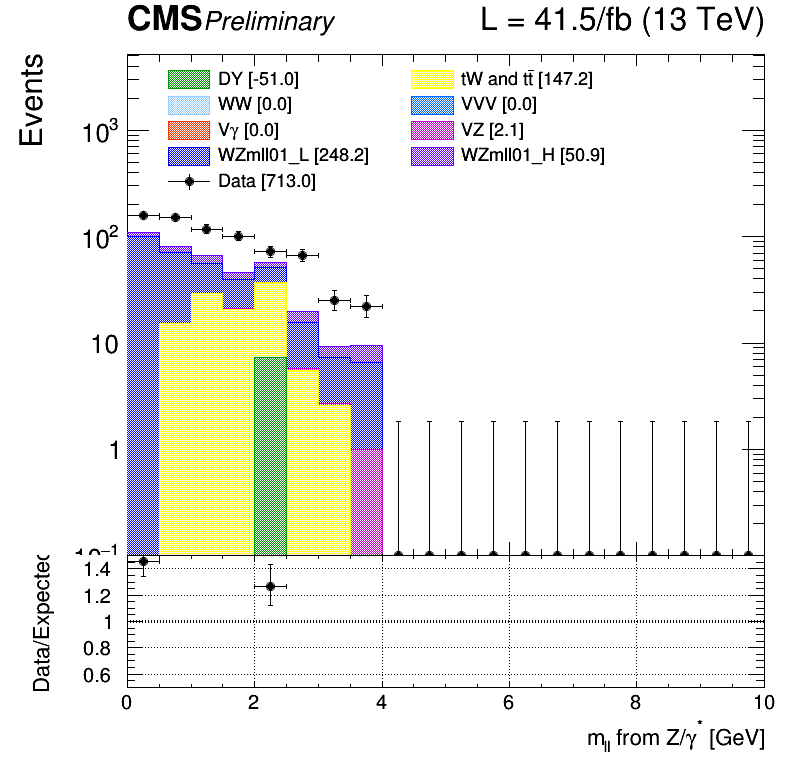 CMS Preliminary L = 41.5/fb (13 TeV)
Events
DY [-51.0] tW and tt̄ [147.2]
WW [0.0] VVV [0.0]
Vγ [0.0] VZ [2.1]
WZmll01_L [248.2] WZmll01_H [50.9]
Data [713.0]
10³
10²
10
1
10⁻¹
Data/Expected
1.4
1.2
1
0.8
0.6
0 2 4 6 8 10
m_ll from Z/γ* [GeV]